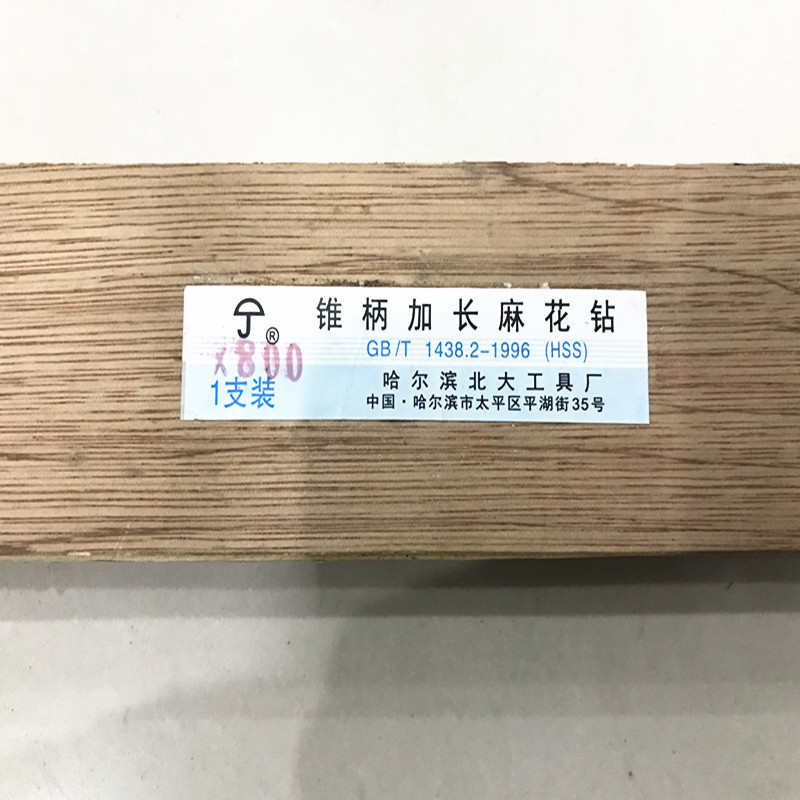 锥柄加长麻花钻
®
GB/T 1438.2-1996 (HSS)
x800
1支装
哈尔滨北大工具厂
中国·哈尔滨市太平区平湖街35号